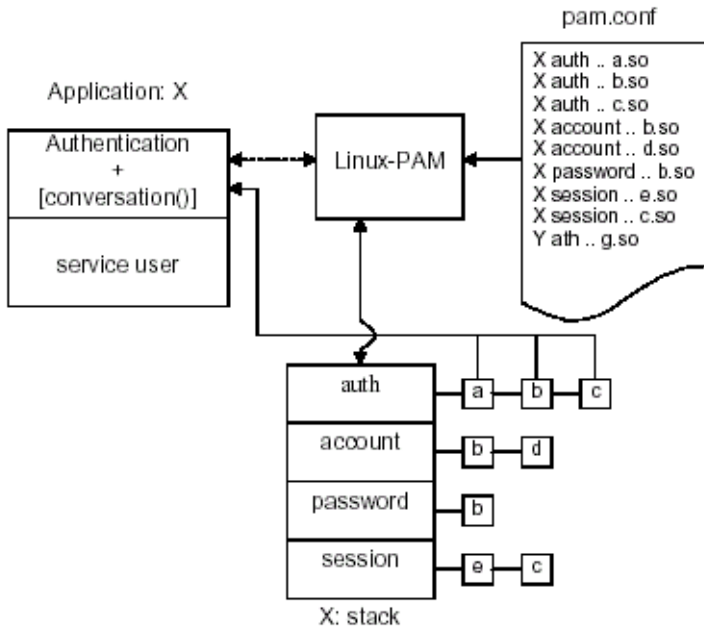 pam.conf
X auth .. a.so
X auth .. b.so
X auth .. c.so
X account .. b.so
X account .. d.so
X password .. b.so
X session .. e.so
X session .. c.so
Y ath .. g.so
Application: X
Authentication
+
[conversation()]
service user
Linux-PAM
auth
a
b
c
account
b
d
password
b
session
e
c
X: stack